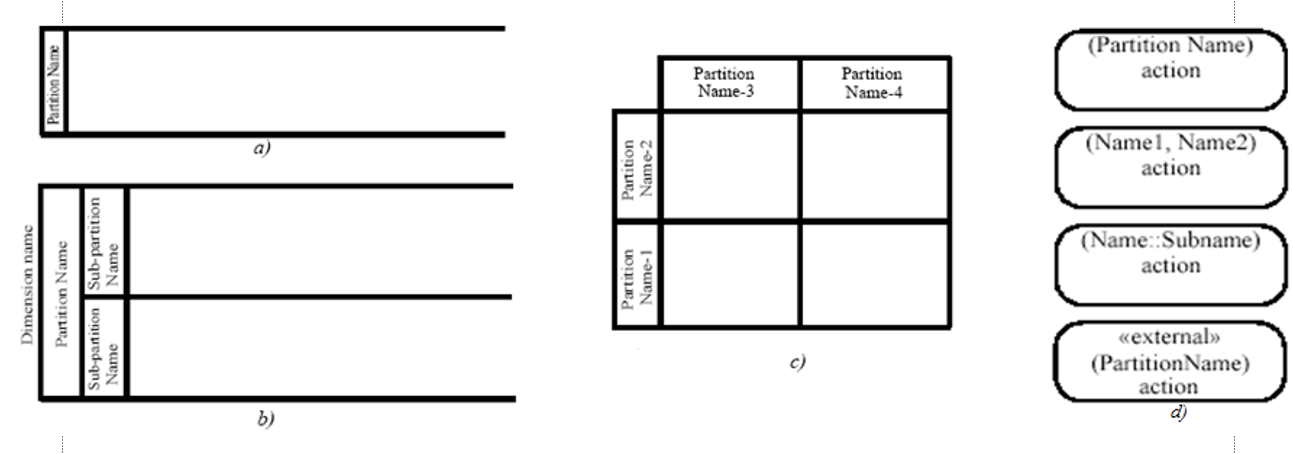 Partition Name
a)
Dimension name
Partition Name
Sub-partition
Name
Sub-partition
Name
b)
Partition
Name-3
Partition
Name-4
Partition
Name-2
Partition
Name-1
c)
(Partition Name)
action
(Name1, Name2)
action
(Name::Subname)
action
«external»
(PartitionName)
action
d)